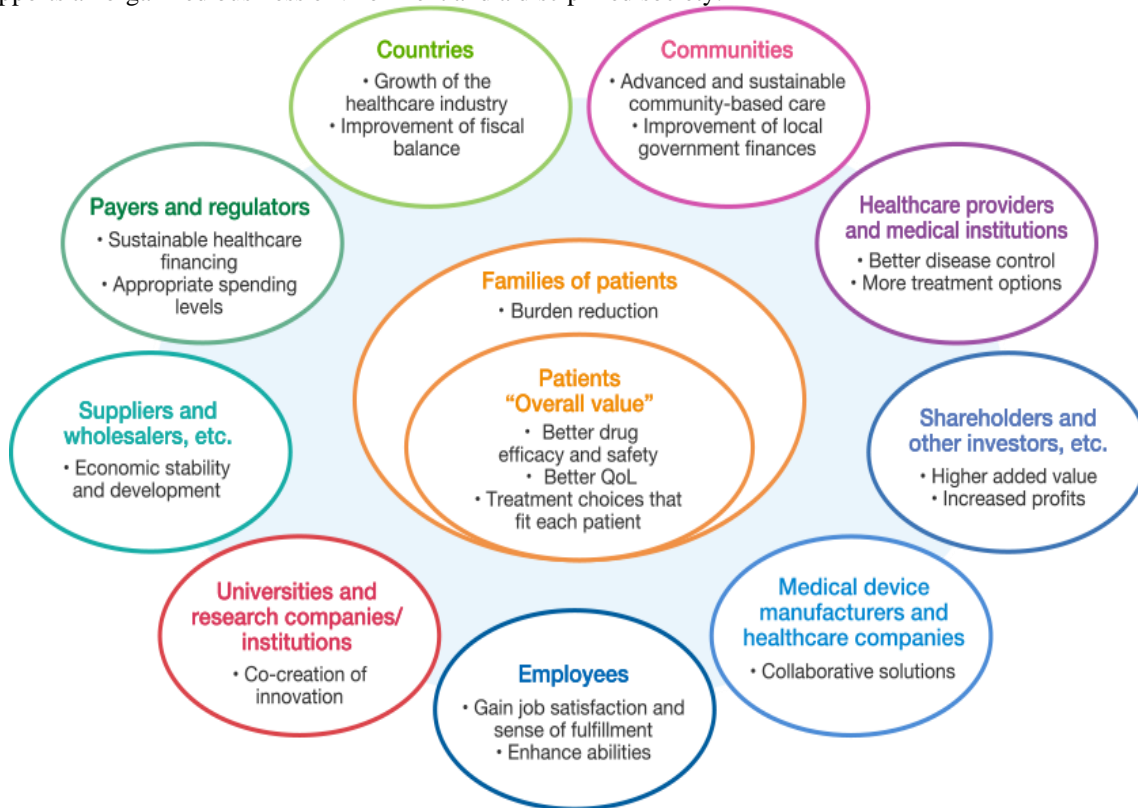 Countries
• Growth of the
healthcare industry
• Improvement of fiscal
balance
Communities
• Advanced and sustainable
community-based care
• Improvement of local
government finances
Payers and regulators
• Sustainable healthcare
financing
• Appropriate spending
levels
Healthcare providers
and medical institutions
• Better disease control
• More treatment options
Families of patients
• Burden reduction
Patients
“Overall value”
• Better drug
efficacy and safety
• Better QoL
• Treatment choices that
fit each patient
Suppliers and
wholesalers, etc.
• Economic stability
and development
Shareholders and
other investors, etc.
• Higher added value
• Increased profits
Universities and
research companies/
institutions
• Co-creation of
innovation
Employees
• Gain job satisfaction and
sense of fulfillment
• Enhance abilities
Medical device
manufacturers and
healthcare companies
• Collaborative solutions